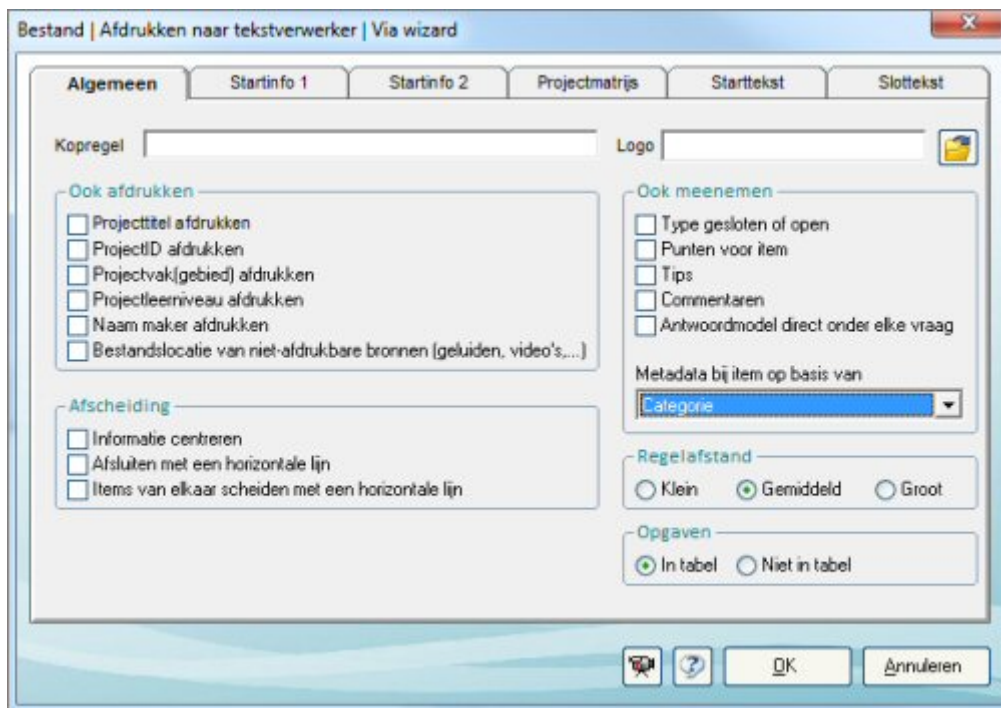 Bestand | Afdrukken naar tekstverwerker | Via wizard
Algemeen Startinfo 1 Startinfo 2 Projectmatrijs Starttekst Slottekst
Kopregel Logo
Ook afdrukken
Projecttitel afdrukken
ProjectID afdrukken
Projectvak(gebied) afdrukken
Projectleerniveau afdrukken
Naam maker afdrukken
Bestandslocatie van niet-afdrukbare bronnen (geluiden, video's,...)
Afscheiding
Informatie centreren
Afsluiten met een horizontale lijn
Items van elkaar scheiden met een horizontale lijn
Ook meenemen
Type gesloten of open
Punten voor item
Tips
Commentaren
Antwoordmodel direct onder elke vraag
Metadata bij item op basis van
Categorie
Regelafstand
Klein Gemiddeld Groot
Opgaven
In tabel Niet in tabel
OK Annuleren